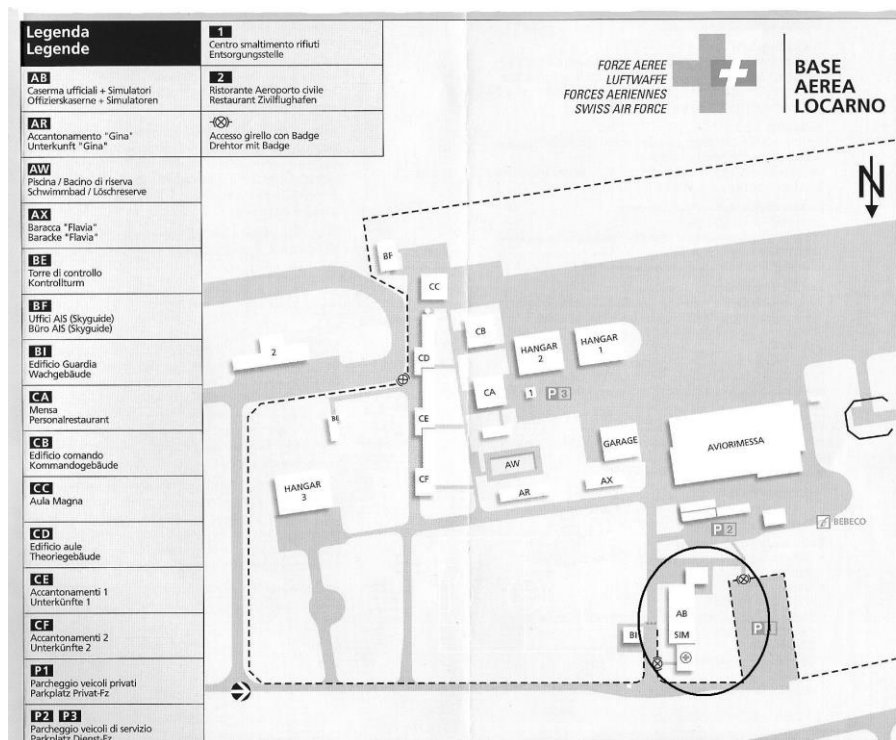 Legenda
Legende
AB
Caserma ufficiali + Simulatori
Offizierskaserne + Simulatoren
AR
Accantonamento "Gina"
Unterkunft "Gina"
AW
Piscina / Bacino di riserva
Schwimmbad / Löschreserve
AX
Baracca "Flavia"
Baracke "Flavia"
BE
Torre di controllo
Kontrollturm
BF
Uffici AIS (Skyguide)
Büro AIS (Skyguide)
BI
Edificio Guardia
Wachgebäude
CA
Mensa
Personalrestaurant
CB
Edificio comando
Kommandogebäude
CC
Aula Magna
CD
Edificio aule
Theoriegebäude
CE
Accantonamenti 1
Unterkünfte 1
CF
Accantonamenti 2
Unterkünfte 2
P1
Parcheggio veicoli privati
Parkplatz Privat-Fz
P2 P3
Parcheggio veicoli di servizio
Parkplatz Dienst-Fz
1
Centro smaltimento rifiuti
Entsorgungsstelle
2
Ristorante Aeroporto civile
Restaurant Zivilflughafen
Accesso girello con Badge
Drehtor mit Badge
FORZE AEREE
LUFTWAFFE
FORCES AERIENNES
SWISS AIR FORCE
BASE
AEREA
LOCARNO
N
BF
CC
CB
HANGAR
2
HANGAR
1
2
CD
CA
1
P 3
BE
CE
GARAGE
AVIORIMESSA
AW
HANGAR
3
CF
AR
AX
P 2
BEBECO
AB
SIM
BI
P